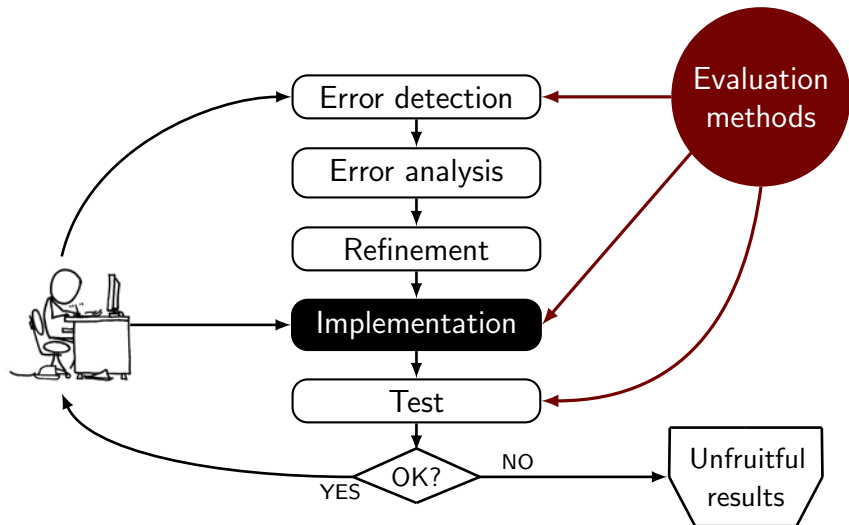 Evaluation
methods
Error detection
Error analysis
Refinement
Implementation
Test
OK?
YES
NO
Unfruitful
results